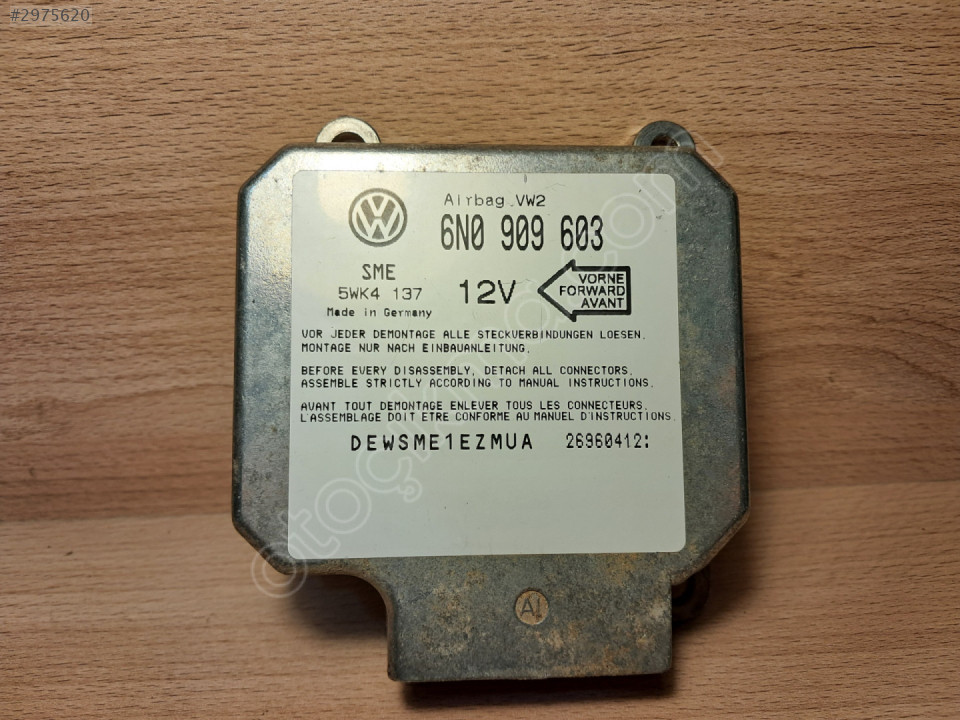 #2975620
Airbag VW2
6N0 909 603
SME
5WK4 137
12V
VORNE
FORWARD
AVANT
Made in Germany
VOR JEDER DEMONTAGE ALLE STECKVERBINDUNGEN LOESEN.
MONTAGE NUR NACH EINBAUANLEITUNG.
BEFORE EVERY DISASSEMBLY, DETACH ALL CONNECTORS.
ASSEMBLE STRICTLY ACCORDING TO MANUAL INSTRUCTIONS.
AVANT TOUT DEMONTAGE ENLEVER TOUS LES CONNECTEURS.
L'ASSEMBLAGE DOIT ETRE CONFORME AU MANUEL D'INSTRUCTIONS.
DEWSME1EZMUA 26960412:
otoçıkma.com